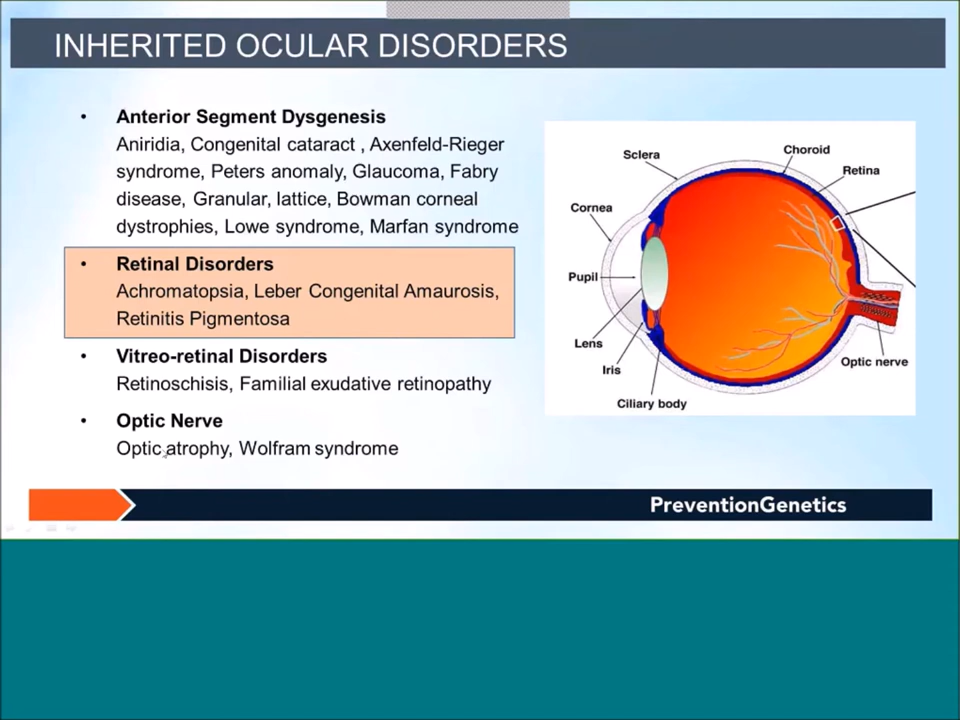 INHERITED OCULAR DISORDERS
• Anterior Segment Dysgenesis
Aniridia, Congenital cataract , Axenfeld-Rieger
syndrome, Peters anomaly, Glaucoma, Fabry
disease, Granular, lattice, Bowman corneal
dystrophies, Lowe syndrome, Marfan syndrome
• Retinal Disorders
Achromatopsia, Leber Congenital Amaurosis,
Retinitis Pigmentosa
• Vitreo-retinal Disorders
Retinoschisis, Familial exudative retinopathy
• Optic Nerve
Optic atrophy, Wolfram syndrome
Sclera
Choroid
Retina
Cornea
Pupil
Lens
Iris
Optic nerve
Ciliary body
PreventionGenetics